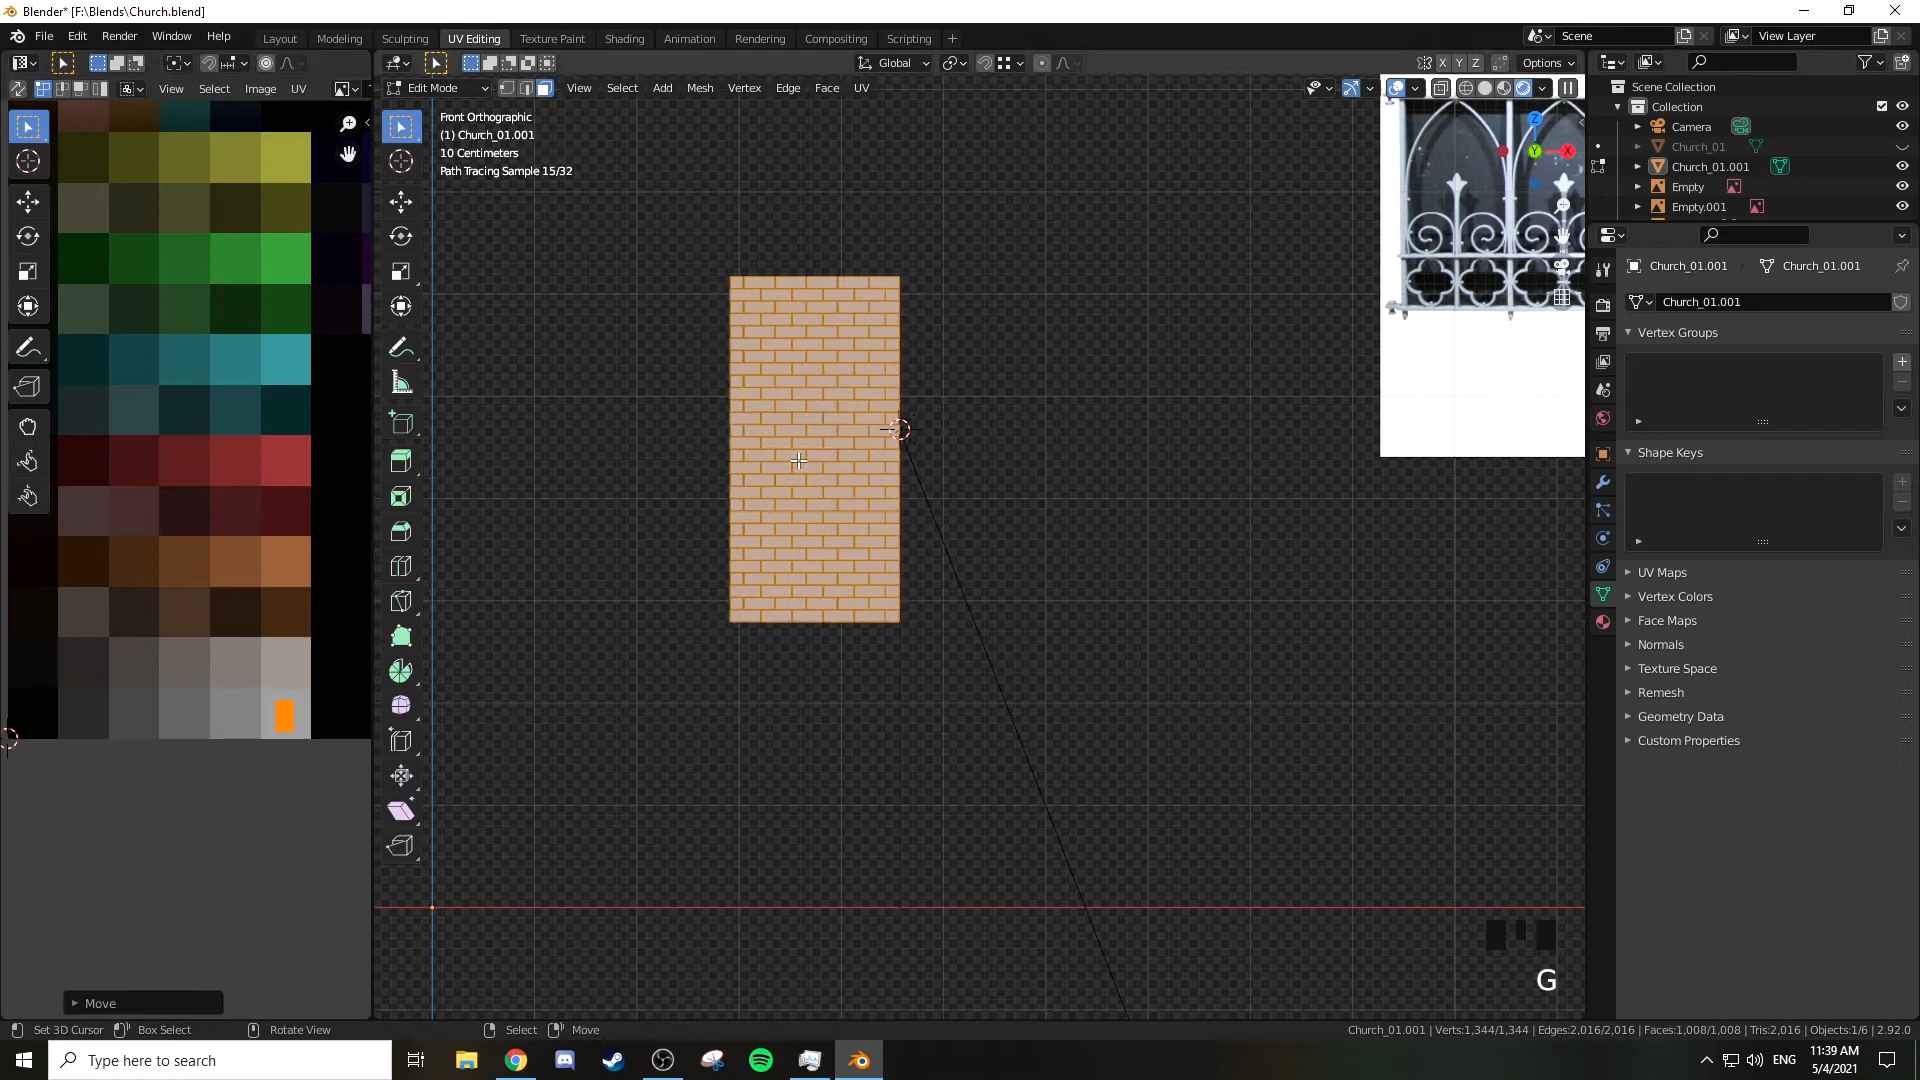 Blender* [F:\Blends\Church.blend]
File Edit Render Window Help
Layout Modeling Sculpting UV Editing Texture Paint Shading Animation Rendering Compositing Scripting
Scene
View Layer
Global
X Y Z
Options
View Select Image UV
Edit Mode
View Select Add Mesh Vertex Edge Face UV
Front Orthographic
(1) Church_01.001
10 Centimeters
Path Tracing Sample 15/32
Z
Y
X
Scene Collection
Collection
Camera
Church_01
Church_01.001
Empty
Empty.001
Church_01.001
Church_01.001
Church_01.001
Vertex Groups
Shape Keys
UV Maps
Vertex Colors
Face Maps
Normals
Texture Space
Remesh
Geometry Data
Custom Properties
G
Move
Set 3D Cursor
Box Select
Rotate View
Select
Move
Church_01.001 | Verts:1,344/1,344 | Edges:2,016/2,016 | Faces:1,008/1,008 | Tris:2,016 | Objects:1/6 | 2.92.0
Type here to search
ENG
11:39 AM
5/4/2021